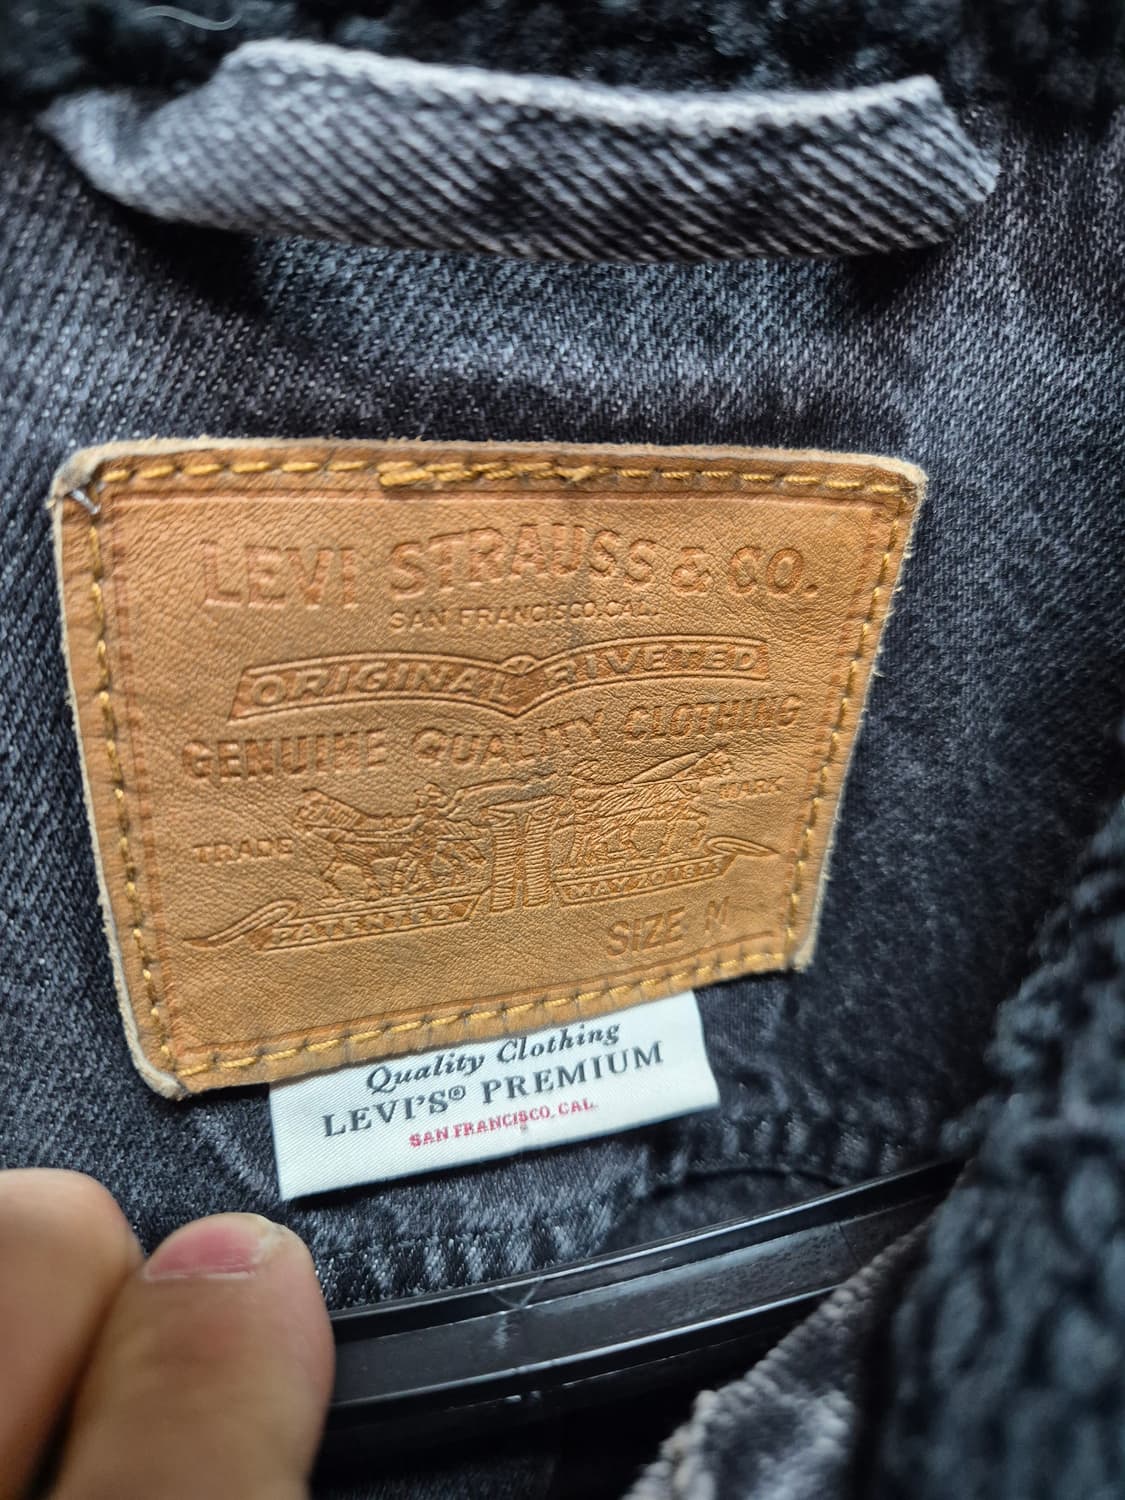 LEVI STRAUSS & CO.
SAN FRANCISCO, CAL.
ORIGINAL RIVETED
GENUINE QUALITY CLOTHING
TRADE MARK
PATENTED MAY 20 1873
SIZE M
Quality Clothing
LEVI'S® PREMIUM
SAN FRANCISCO, CAL.